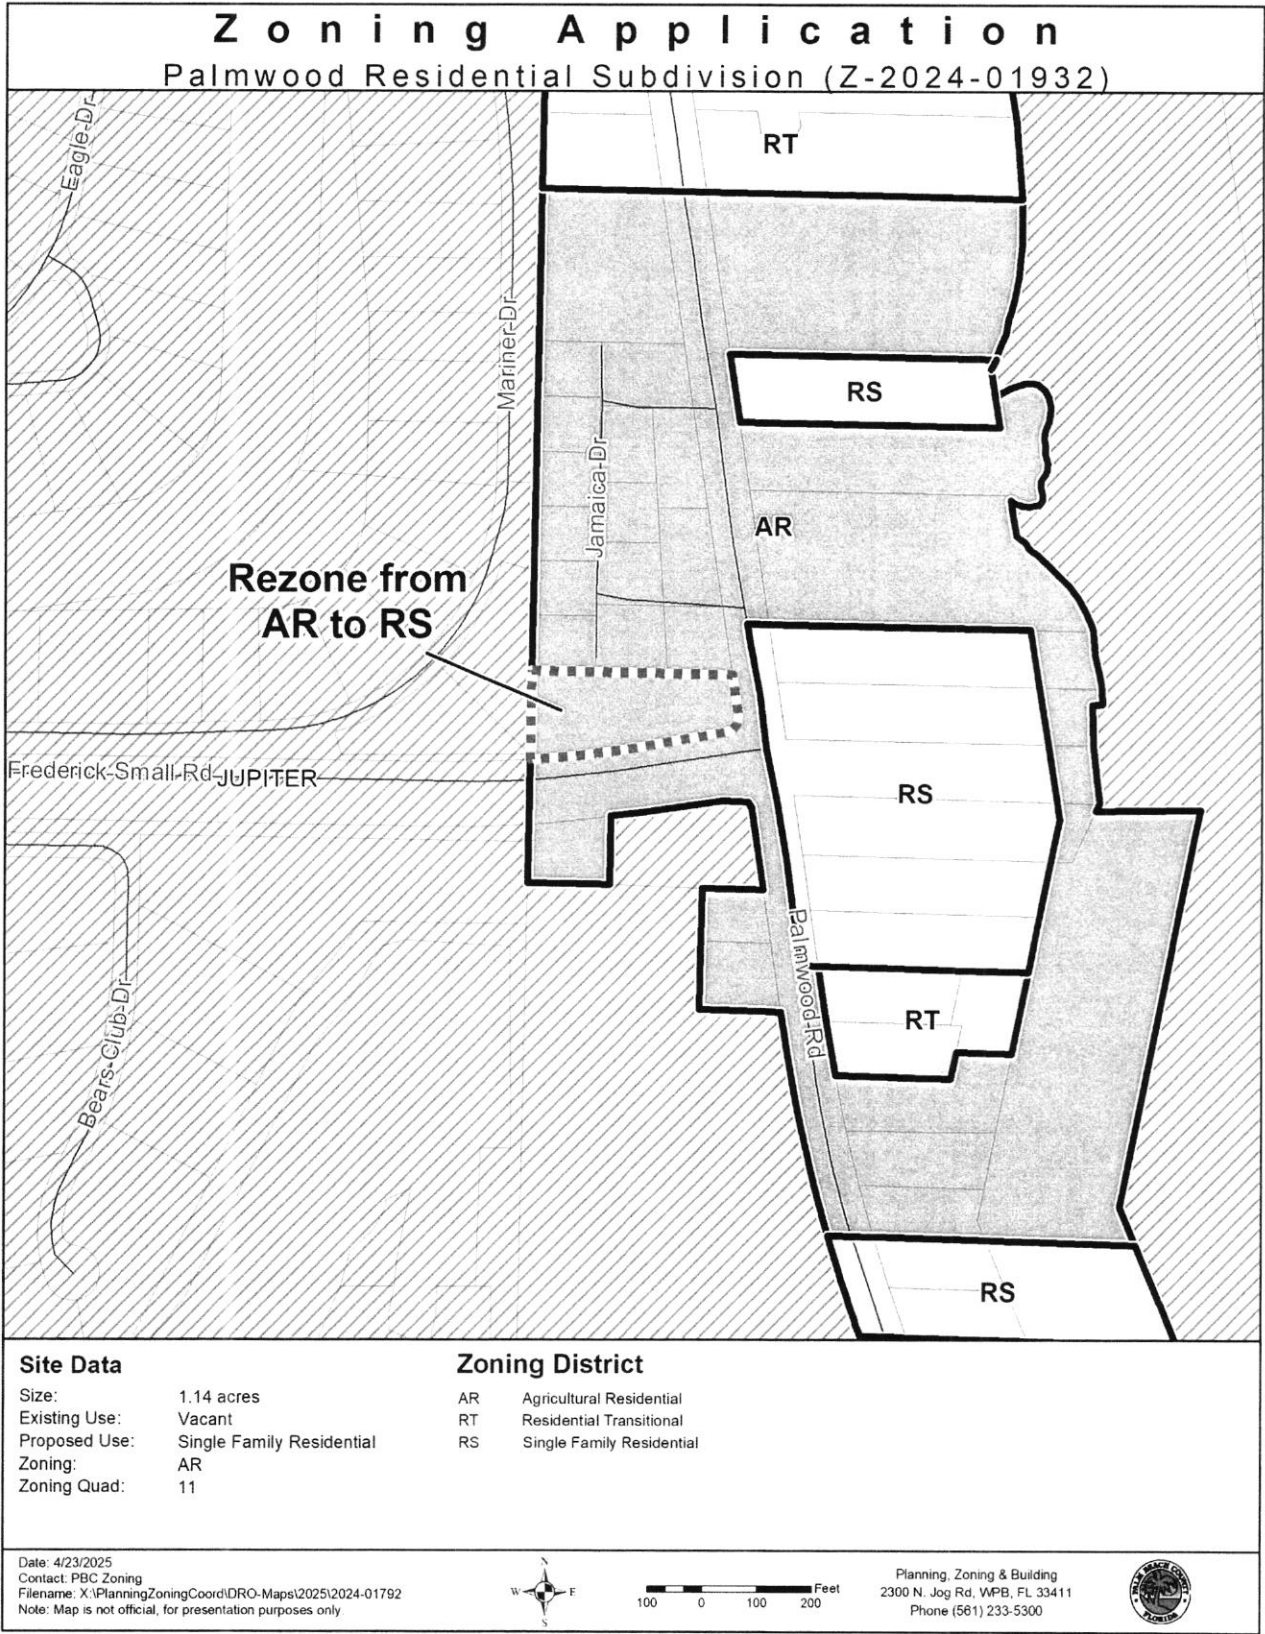 Zoning Application
Palmwood Residential Subdivision (Z-2024-01932)
Eagle-Dr
RT
Mariner-Dr
RS
Jamaica-Dr
AR
Rezone from
AR to RS
Frederick-Small-Rd
JUPITER
RS
Palmwood-Rd
RT
Bears-Club-Dr
RS
Site Data
Size: 1.14 acres
Existing Use: Vacant
Proposed Use: Single Family Residential
Zoning: AR
Zoning Quad: 11
Zoning District
AR Agricultural Residential
RT Residential Transitional
RS Single Family Residential
Date: 4/23/2025
Contact: PBC Zoning
Filename: X:\PlanningZoningCoord\DRO-Maps\2025\2024-01792
Note: Map is not official, for presentation purposes only
N
W E
S
Feet
100 0 100 200
Planning, Zoning & Building
2300 N. Jog Rd, WPB, FL 33411
Phone (561) 233-5300
PALM BEACH COUNTY
FLORIDA